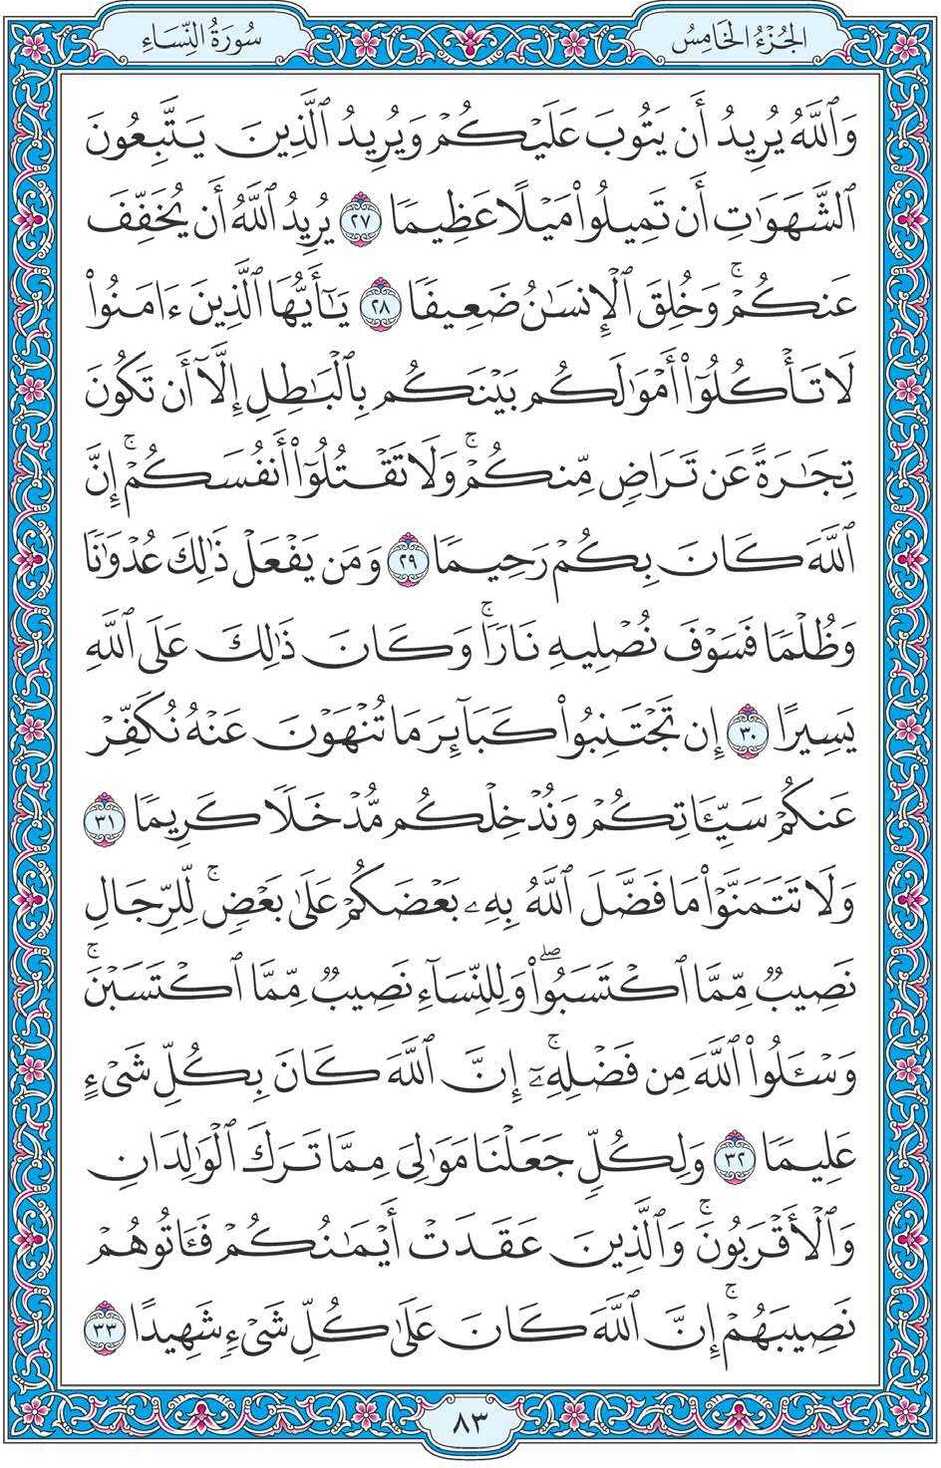 الجُزْءُ الخَامِسُ
سُورَةُ النِّسَاءِ
وَٱللَّهُ يُرِيدُ أَن يَتُوبَ عَلَيۡكُمۡ وَيُرِيدُ ٱلَّذِينَ يَتَّبِعُونَ
ٱلشَّهَوَٰتِ أَن تَمِيلُواْ مَيۡلًا عَظِيمٗا ٢٧ يُرِيدُ ٱللَّهُ أَن يُخَفِّفَ
عَنكُمۡۚ وَخُلِقَ ٱلۡإِنسَٰنُ ضَعِيفٗا ٢٨ يَٰٓأَيُّهَا ٱلَّذِينَ ءَامَنُواْ
لَا تَأۡكُلُوٓاْ أَمۡوَٰلَكُم بَيۡنَكُم بِٱلۡبَٰطِلِ إِلَّآ أَن تَكُونَ
تِجَٰرَةً عَن تَرَاضٖ مِّنكُمۡۚ وَلَا تَقۡتُلُوٓاْ أَنفُسَكُمۡۚ إِنَّ
ٱللَّهَ كَانَ بِكُمۡ رَحِيمٗا ٢٩ وَمَن يَفۡعَلۡ ذَٰلِكَ عُدۡوَٰنٗا
وَظُلۡمٗا فَسَوۡفَ نُصۡلِيهِ نَارٗاۚ وَكَانَ ذَٰلِكَ عَلَى ٱللَّهِ
يَسِيرًا ٣٠ إِن تَجۡتَنِبُواْ كَبَآئِرَ مَا تُنۡهَوۡنَ عَنۡهُ نُكَفِّرۡ
عَنكُمۡ سَيِّـَٔاتِكُمۡ وَنُدۡخِلۡكُم مُّدۡخَلٗا كَرِيمٗا ٣١
وَلَا تَتَمَنَّوۡاْ مَا فَضَّلَ ٱللَّهُ بِهِۦ بَعۡضَكُمۡ عَلَىٰ بَعۡضٖۚ لِّلرِّجَالِ
نَصِيبٞ مِّمَّا ٱكۡتَسَبُواْۖ وَلِلنِّسَآءِ نَصِيبٞ مِّمَّا ٱكۡتَسَبۡنَۚ
وَسۡـَٔلُواْ ٱللَّهَ مِن فَضۡلِهِۦٓۚ إِنَّ ٱللَّهَ كَانَ بِكُلِّ شَيۡءٍ
عَلِيمٗا ٣٢ وَلِكُلّٖ جَعَلۡنَا مَوَٰلِيَ مِمَّا تَرَكَ ٱلۡوَٰلِدَانِ
وَٱلۡأَقۡرَبُونَۚ وَٱلَّذِينَ عَقَدَتۡ أَيۡمَٰنُكُمۡ فَـَٔاتُوهُمۡ
نَصِيبَهُمۡۚ إِنَّ ٱللَّهَ كَانَ عَلَىٰ كُلِّ شَيۡءٖ شَهِيدًا ٣٣
٨٣